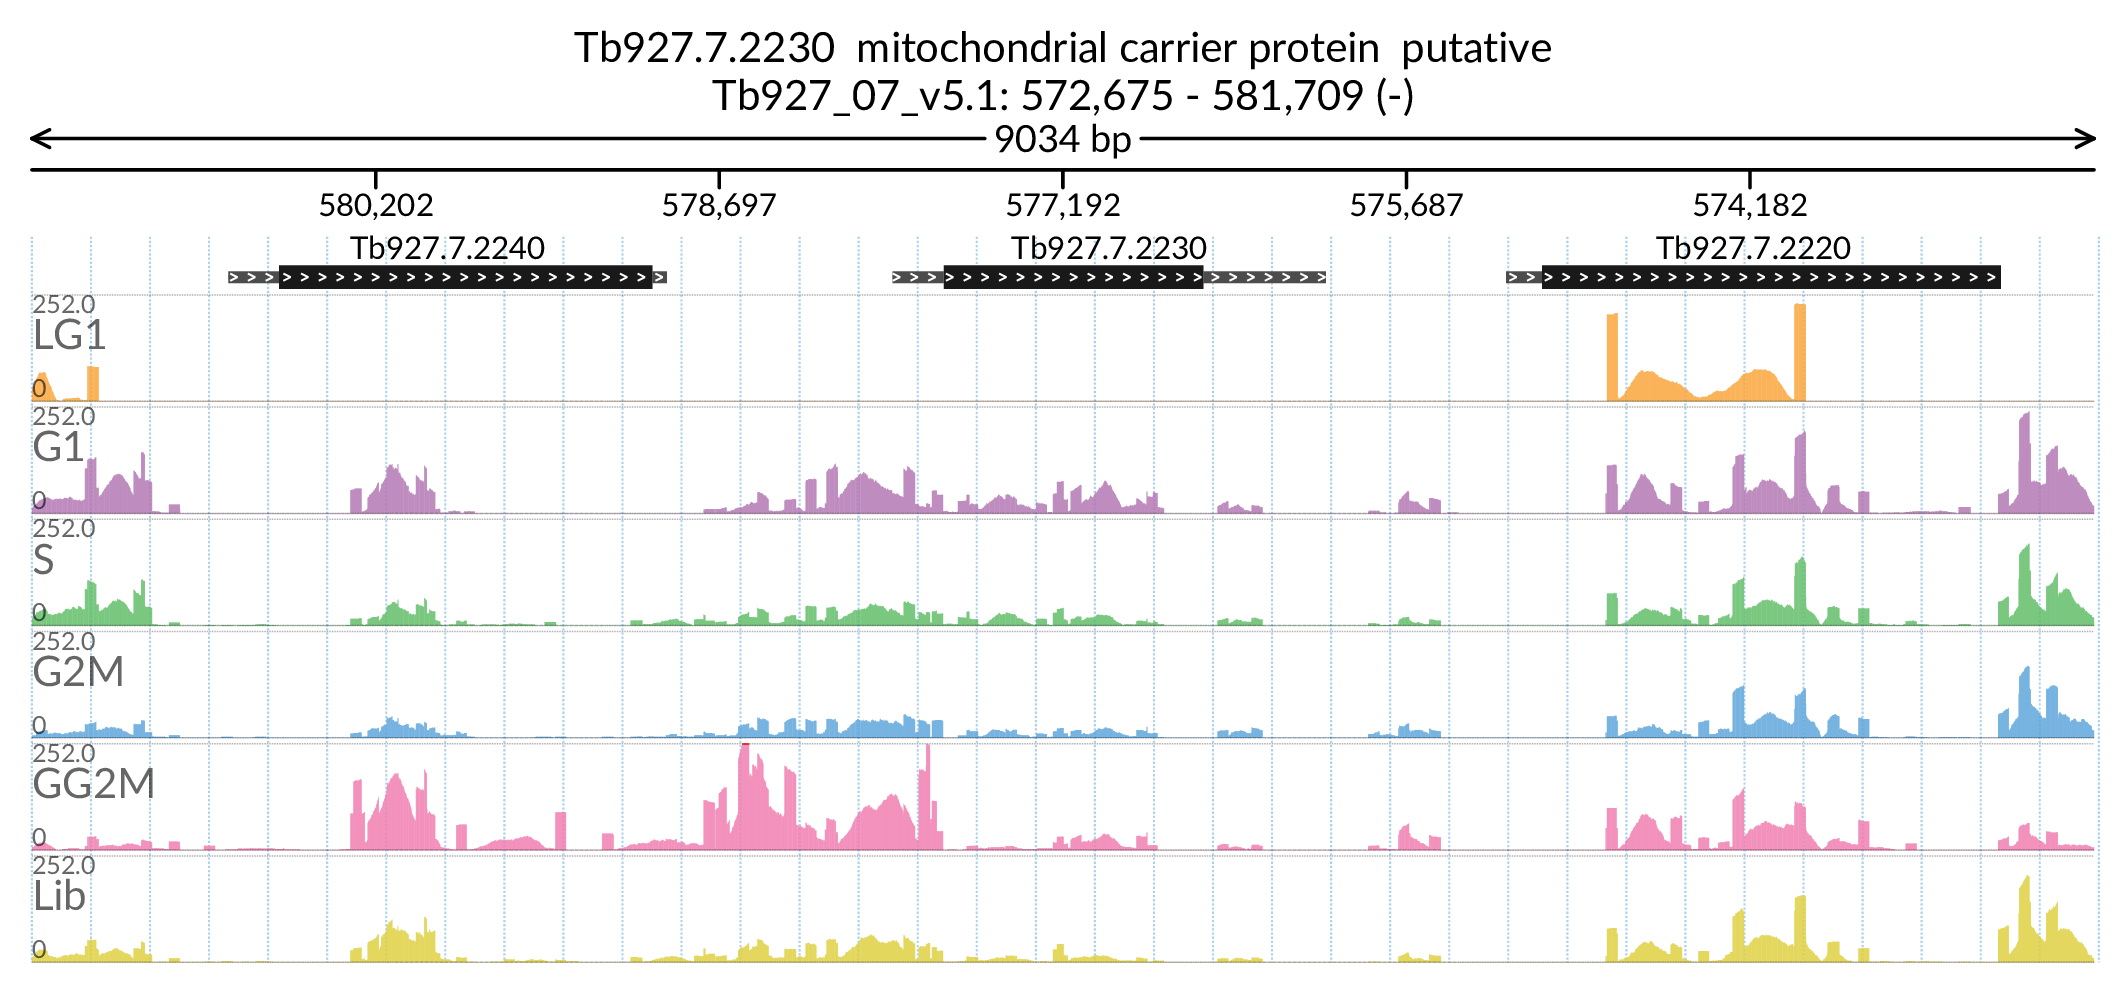 Tb927.7.2230 mitochondrial carrier protein putative
Tb927_07_v5.1: 572,675 - 581,709 (-)
9034 bp
580,202 578,697 577,192 575,687 574,182
Tb927.7.2240 Tb927.7.2230 Tb927.7.2220
252.0
LG1
0
252.0
G1
0
252.0
S
0
252.0
G2M
0
252.0
GG2M
0
252.0
Lib
0